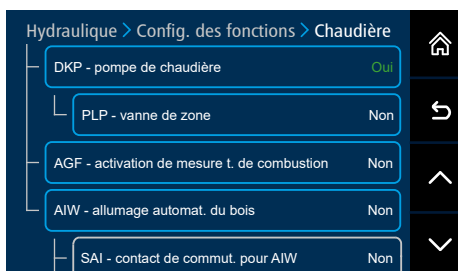 Hydraulique > Config. des fonctions > Chaudière
DKP - pompe de chaudière Oui
PLP - vanne de zone Non
AGF - activation de mesure t. de combustion Non
AIW - allumage automat. du bois Non
SAI - contact de commut. pour AIW Non